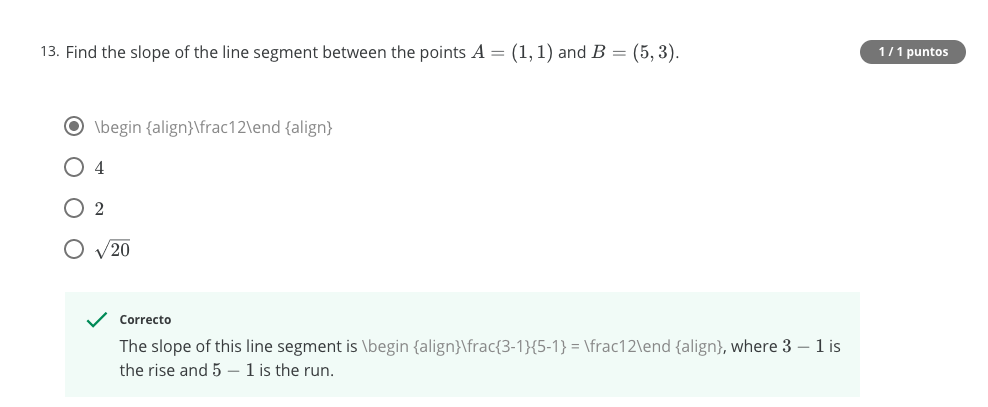 13. Find the slope of the line segment between the points A = (1, 1) and B = (5, 3).
1 / 1 puntos
\begin {align}\frac12\end {align}
4
2
√20
Correcto
The slope of this line segment is \begin {align}\frac{3-1}{5-1} = \frac12\end {align}, where 3 − 1 is
the rise and 5 − 1 is the run.